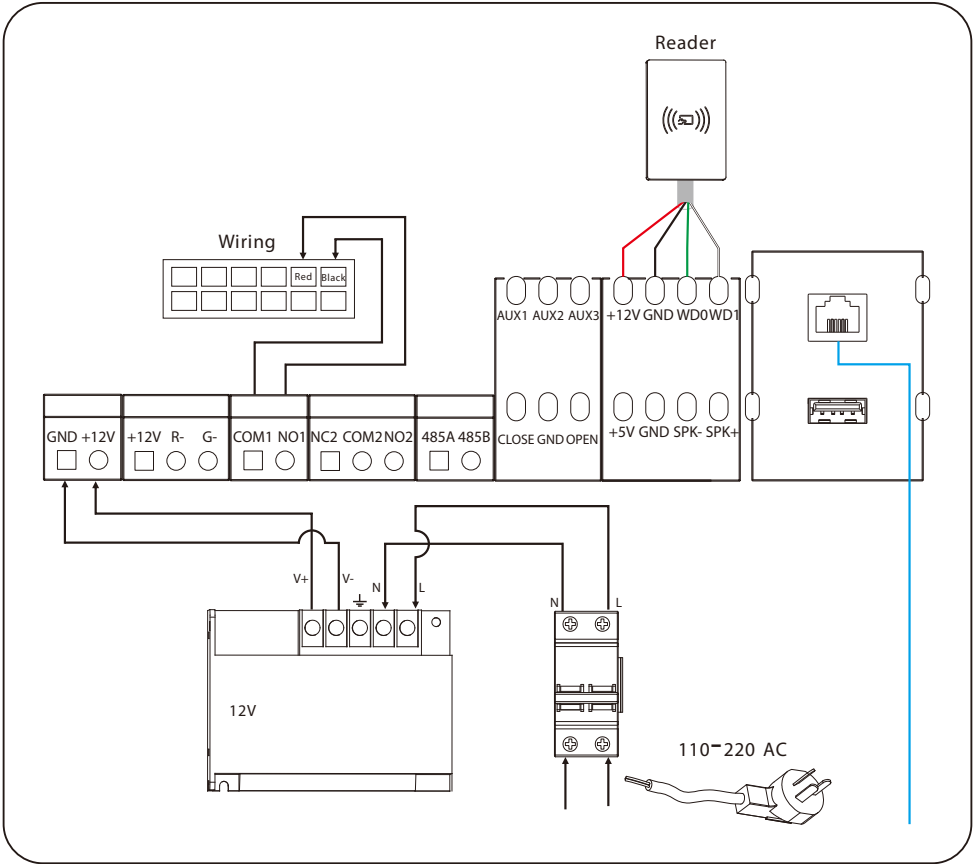 Reader
Wiring
Red Black
AUX1 AUX2 AUX3
+12V GND WD0 WD1
GND +12V
+12V R- G-
COM1 NO1
NC2 COM2 NO2
485A 485B
CLOSE GND OPEN
+5V GND SPK- SPK+
V+ V- N L
N L
12V
110-220 AC